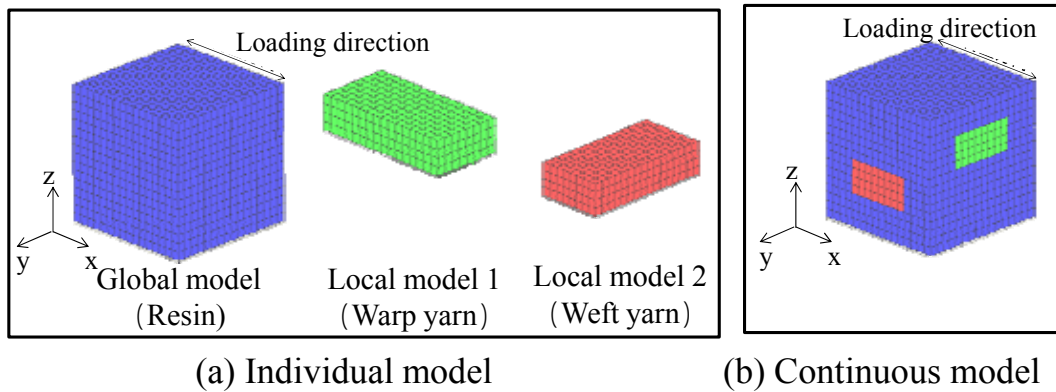 Loading direction
z
y
x
Global model
(Resin)
Local model 1
(Warp yarn)
Local model 2
(Weft yarn)
(a) Individual model
Loading direction
z
y
x
(b) Continuous model